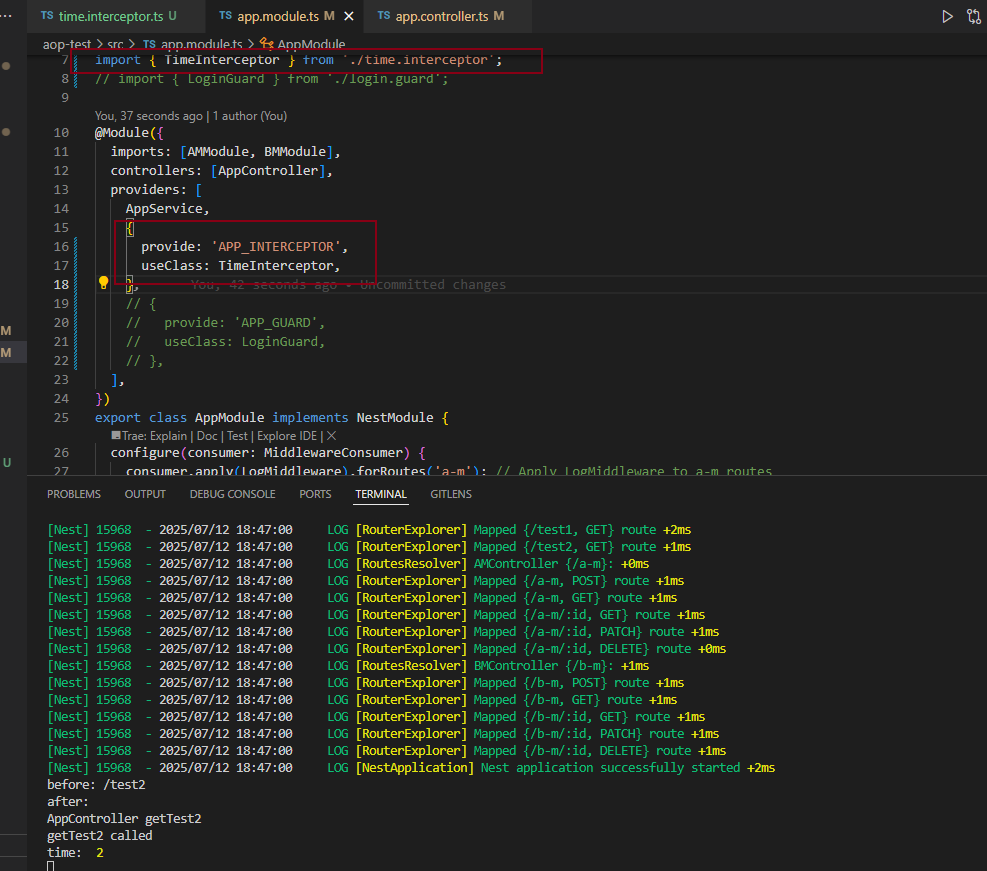 TS time.interceptor.ts U
TS app.module.ts M
TS app.controller.ts M
aop-test > src > TS app.module.ts > AppModule
7 import { TimeInterceptor } from './time.interceptor';
8 // import { LoginGuard } from './login.guard';
9
You, 37 seconds ago | 1 author (You)
10 @Module({
11 imports: [AMModule, BMModule],
12 controllers: [AppController],
13 providers: [
14 AppService,
15 {
16 provide: 'APP_INTERCEPTOR',
17 useClass: TimeInterceptor,
18 }, You, 42 seconds ago • Uncommitted changes
19 // {
20 //   provide: 'APP_GUARD',
21 //   useClass: LoginGuard,
22 // },
23 ],
24 })
25 export class AppModule implements NestModule {
Trae: Explain | Doc | Test | Explore IDE | X
26 configure(consumer: MiddlewareConsumer) {
27 consumer.apply(LogMiddleware).forRoutes('a-m'); // Apply LogMiddleware to a-m routes
M
M
U
PROBLEMS OUTPUT DEBUG CONSOLE PORTS TERMINAL GITLENS
[Nest] 15968  - 2025/07/12 18:47:00     LOG [RouterExplorer] Mapped {/test1, GET} route +2ms
[Nest] 15968  - 2025/07/12 18:47:00     LOG [RouterExplorer] Mapped {/test2, GET} route +1ms
[Nest] 15968  - 2025/07/12 18:47:00     LOG [RoutesResolver] AMController {/a-m}: +0ms
[Nest] 15968  - 2025/07/12 18:47:00     LOG [RouterExplorer] Mapped {/a-m, POST} route +1ms
[Nest] 15968  - 2025/07/12 18:47:00     LOG [RouterExplorer] Mapped {/a-m, GET} route +1ms
[Nest] 15968  - 2025/07/12 18:47:00     LOG [RouterExplorer] Mapped {/a-m/:id, GET} route +1ms
[Nest] 15968  - 2025/07/12 18:47:00     LOG [RouterExplorer] Mapped {/a-m/:id, PATCH} route +1ms
[Nest] 15968  - 2025/07/12 18:47:00     LOG [RouterExplorer] Mapped {/a-m/:id, DELETE} route +0ms
[Nest] 15968  - 2025/07/12 18:47:00     LOG [RoutesResolver] BMController {/b-m}: +1ms
[Nest] 15968  - 2025/07/12 18:47:00     LOG [RouterExplorer] Mapped {/b-m, POST} route +1ms
[Nest] 15968  - 2025/07/12 18:47:00     LOG [RouterExplorer] Mapped {/b-m, GET} route +1ms
[Nest] 15968  - 2025/07/12 18:47:00     LOG [RouterExplorer] Mapped {/b-m/:id, GET} route +1ms
[Nest] 15968  - 2025/07/12 18:47:00     LOG [RouterExplorer] Mapped {/b-m/:id, PATCH} route +1ms
[Nest] 15968  - 2025/07/12 18:47:00     LOG [RouterExplorer] Mapped {/b-m/:id, DELETE} route +1ms
[Nest] 15968  - 2025/07/12 18:47:00     LOG [NestApplication] Nest application successfully started +2ms
before: /test2
after:
AppController getTest2
getTest2 called
time:  2